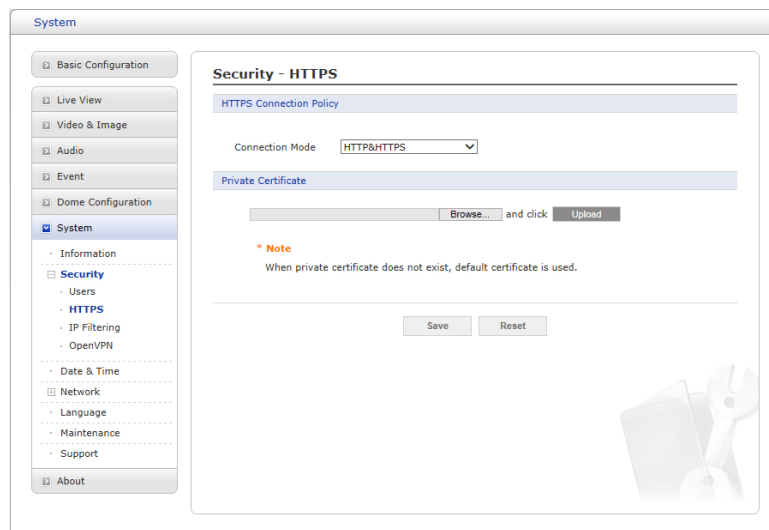 System
Basic Configuration
Live View
Video & Image
Audio
Event
Dome Configuration
System
Information
Security
Users
HTTPS
IP Filtering
OpenVPN
Date & Time
Network
Language
Maintenance
Support
About
Security - HTTPS
HTTPS Connection Policy
Connection Mode HTTP&HTTPS
Private Certificate
Browse... and click Upload
* Note
When private certificate does not exist, default certificate is used.
Save Reset